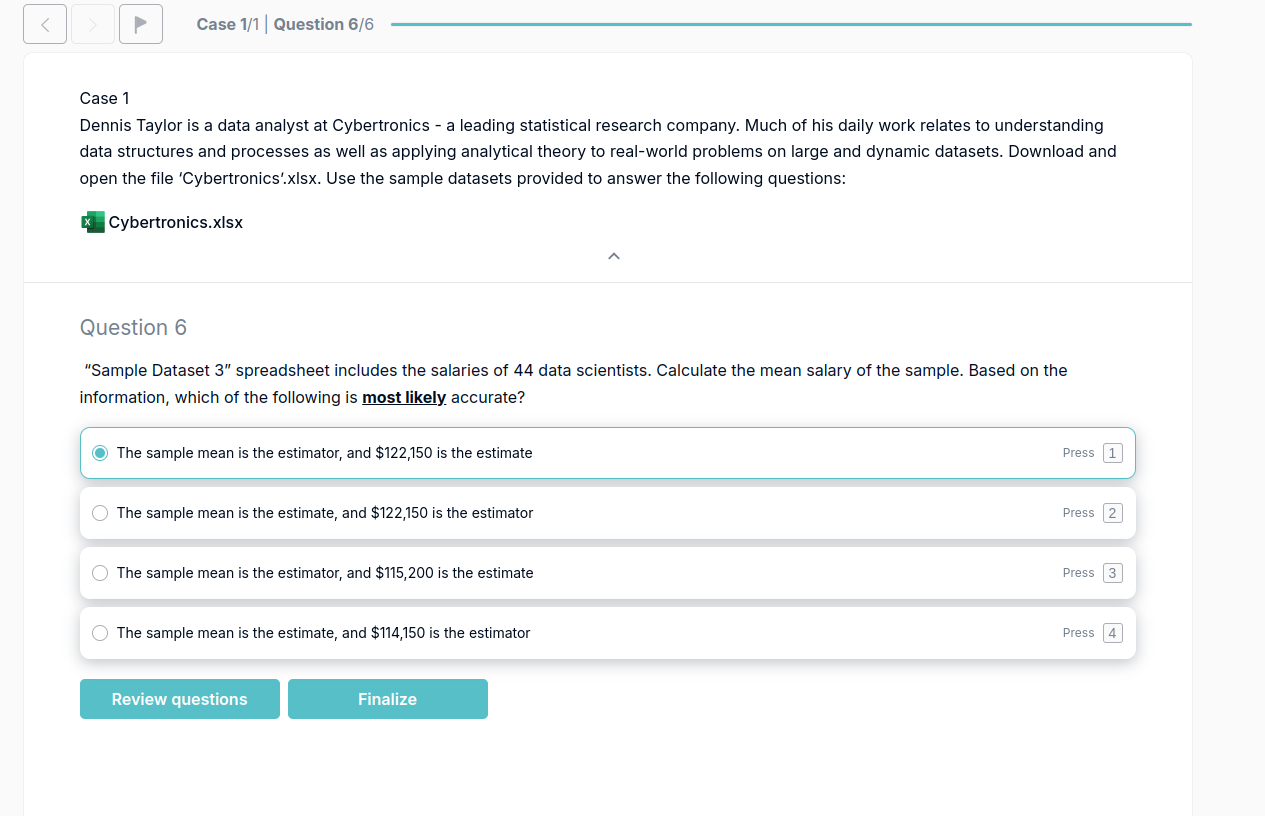 Case 1/1 | Question 6/6
Case 1
Dennis Taylor is a data analyst at Cybertronics - a leading statistical research company. Much of his daily work relates to understanding
data structures and processes as well as applying analytical theory to real-world problems on large and dynamic datasets. Download and
open the file ‘Cybertronics’.xlsx. Use the sample datasets provided to answer the following questions:
Cybertronics.xlsx
Question 6
“Sample Dataset 3” spreadsheet includes the salaries of 44 data scientists. Calculate the mean salary of the sample. Based on the
information, which of the following is most likely accurate?
The sample mean is the estimator, and $122,150 is the estimate Press 1
The sample mean is the estimate, and $122,150 is the estimator Press 2
The sample mean is the estimator, and $115,200 is the estimate Press 3
The sample mean is the estimate, and $114,150 is the estimator Press 4
Review questions Finalize